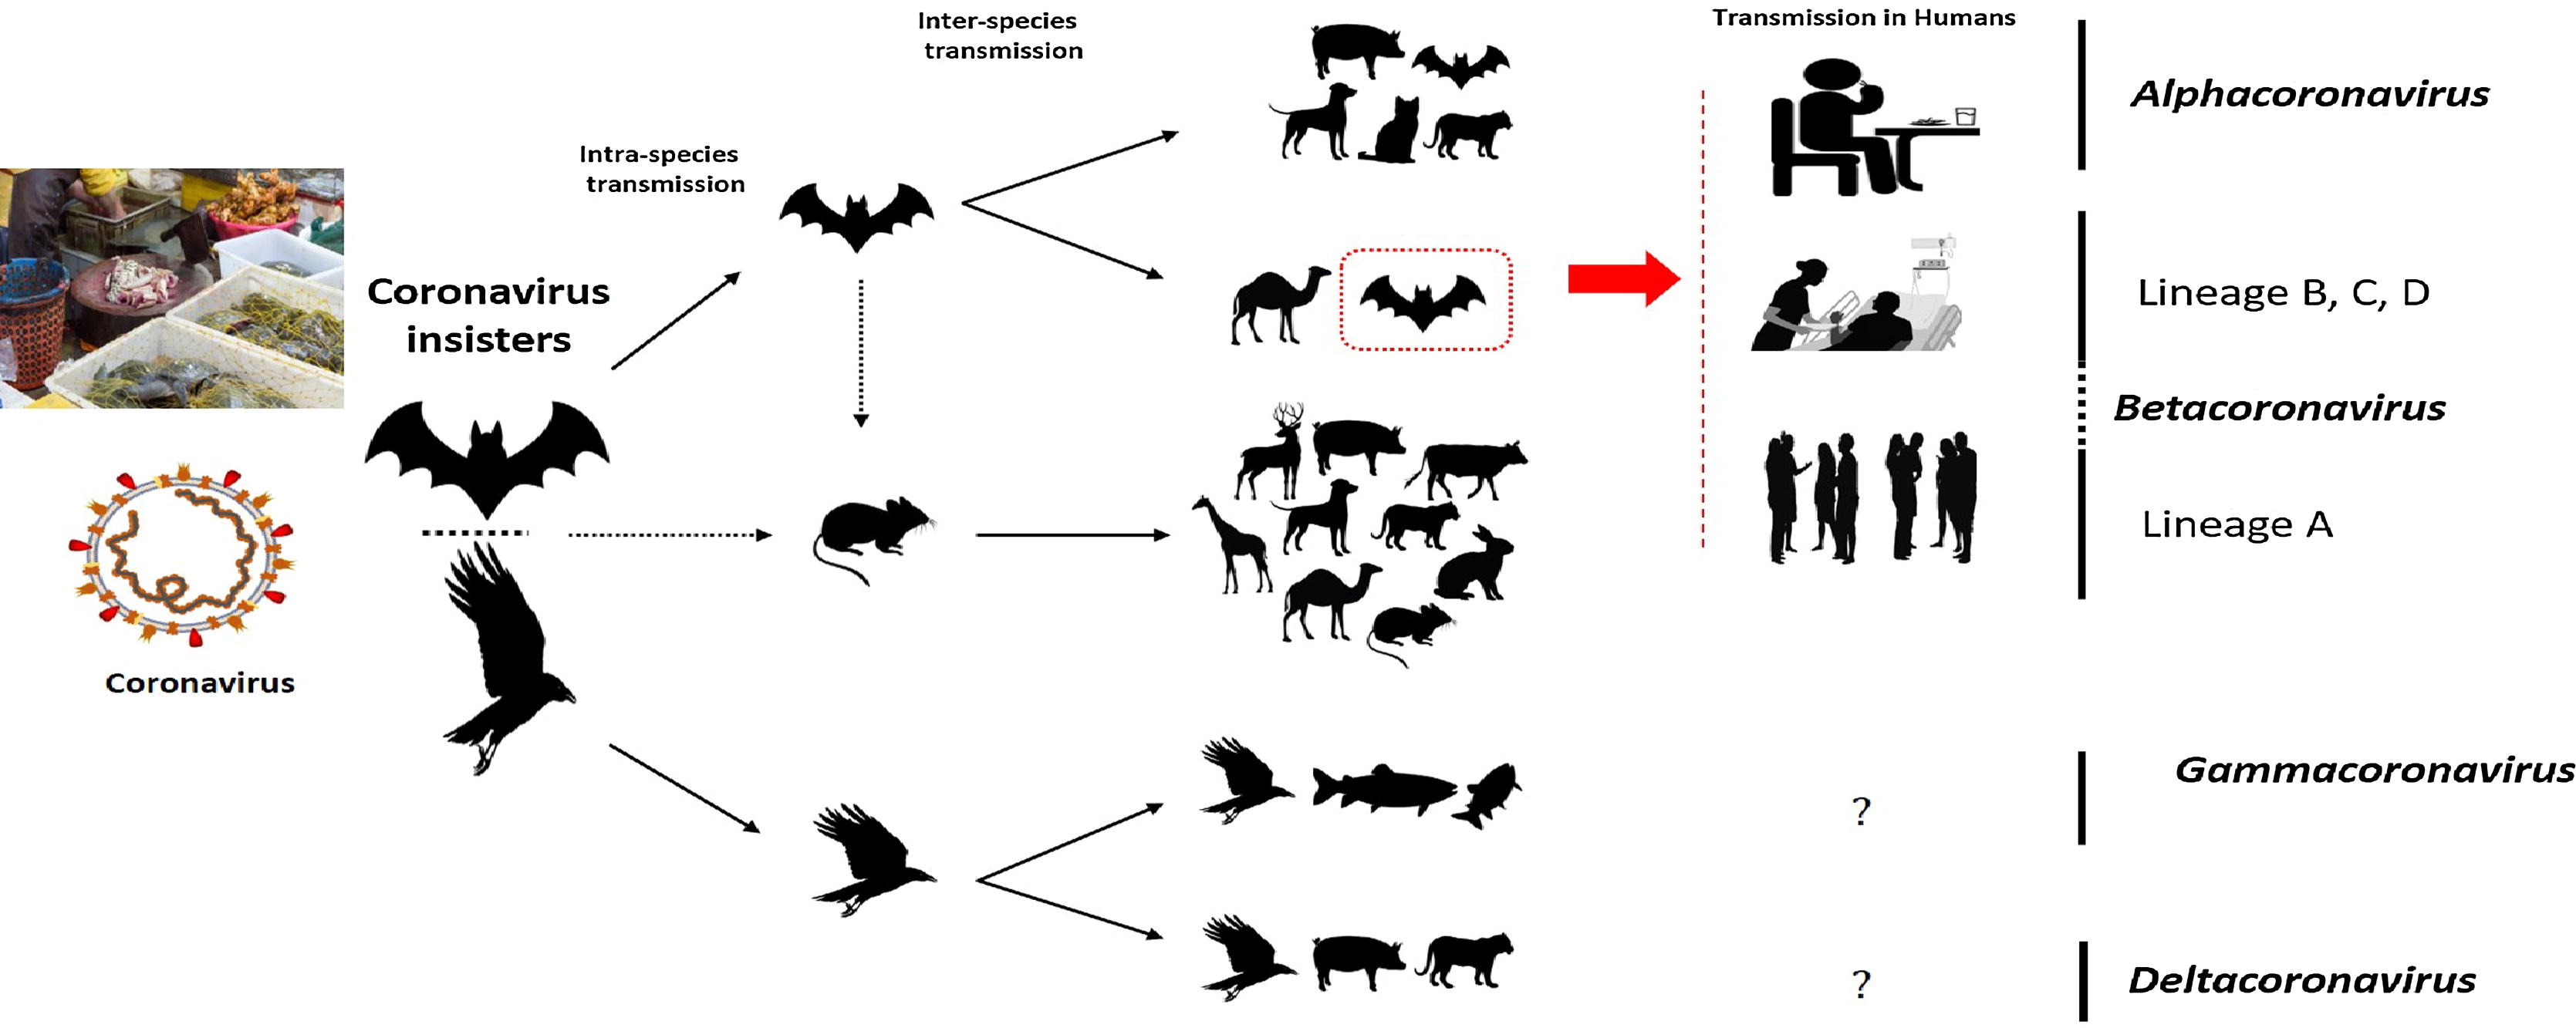 Inter-species
transmission
Transmission in Humans
Alphacoronavirus
Intra-species
transmission
Coronavirus
insisters
Lineage B, C, D
Betacoronavirus
Lineage A
Coronavirus
Gammacoronavirus
?
Deltacoronavirus
?